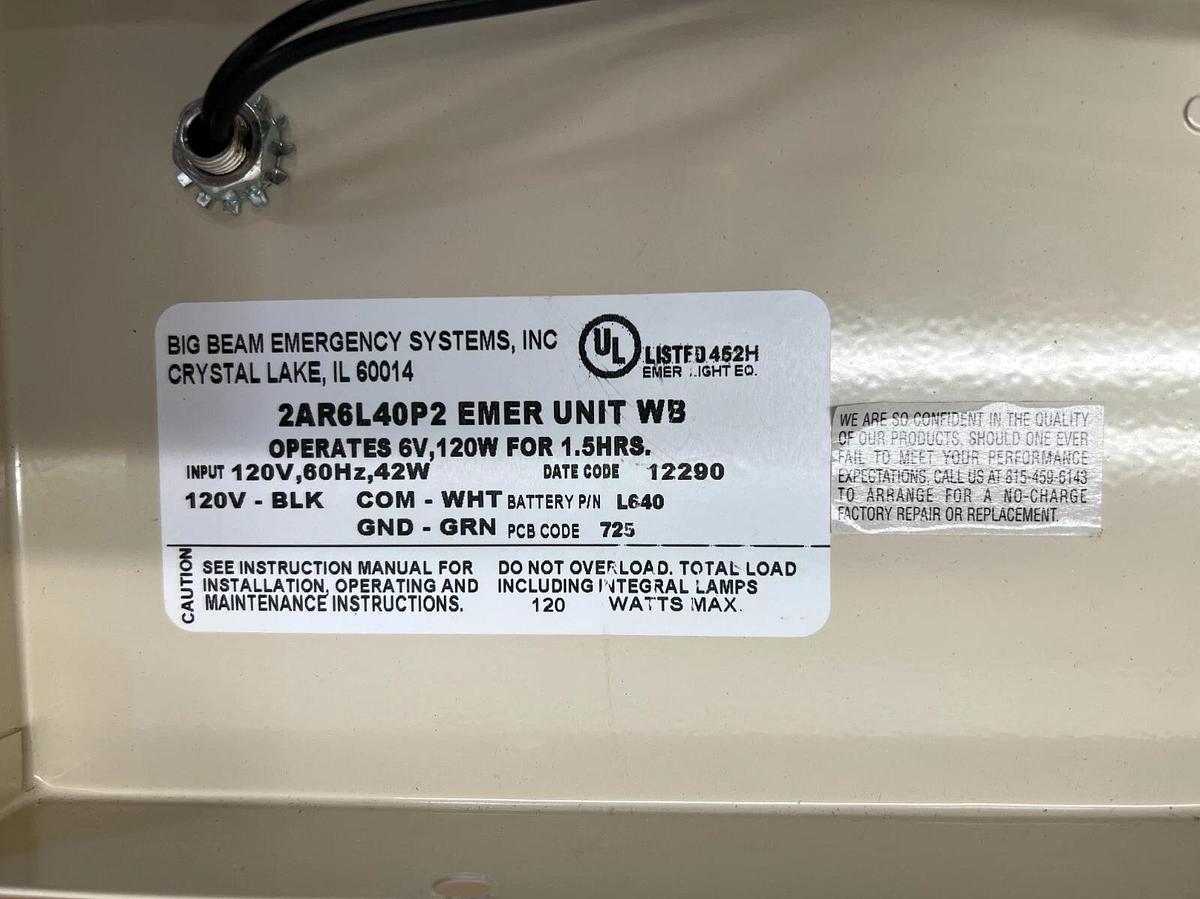 BIG BEAM EMERGENCY SYSTEMS, INC
CRYSTAL LAKE, IL 60014
UL LISTED 452H
EMER LIGHT EQ.
2AR6L40P2 EMER UNIT WB
OPERATES 6V,120W FOR 1.5HRS.
INPUT 120V,60Hz,42W DATE CODE 12290
120V - BLK COM - WHT BATTERY P/N L640
GND - GRN PCB CODE 725
CAUTION
SEE INSTRUCTION MANUAL FOR
INSTALLATION, OPERATING AND
MAINTENANCE INSTRUCTIONS.
DO NOT OVERLOAD. TOTAL LOAD
INCLUDING INTEGRAL LAMPS
120 WATTS MAX.
WE ARE SO CONFIDENT IN THE QUALITY
OF OUR PRODUCTS, SHOULD ONE EVER
FAIL TO MEET YOUR PERFORMANCE
EXPECTATIONS, CALL US AT 815-459-6143
TO ARRANGE FOR A NO-CHARGE
FACTORY REPAIR OR REPLACEMENT.